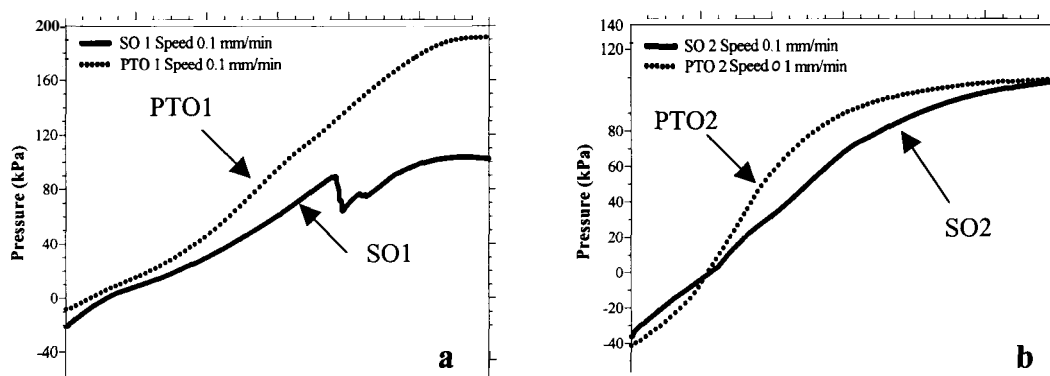 200
160
120
80
40
0
-40
Pressure (kPa)
SO 1 Speed 0.1 mm/min
PTO 1 Speed 0.1 mm/min
PTO1
SO1
a
140
120
80
60
40
20
0
-20
-40
Pressure (kPa)
SO 2 Speed 0.1 mm/min
PTO 2 Speed 0 1 mm/min
PTO2
SO2
b